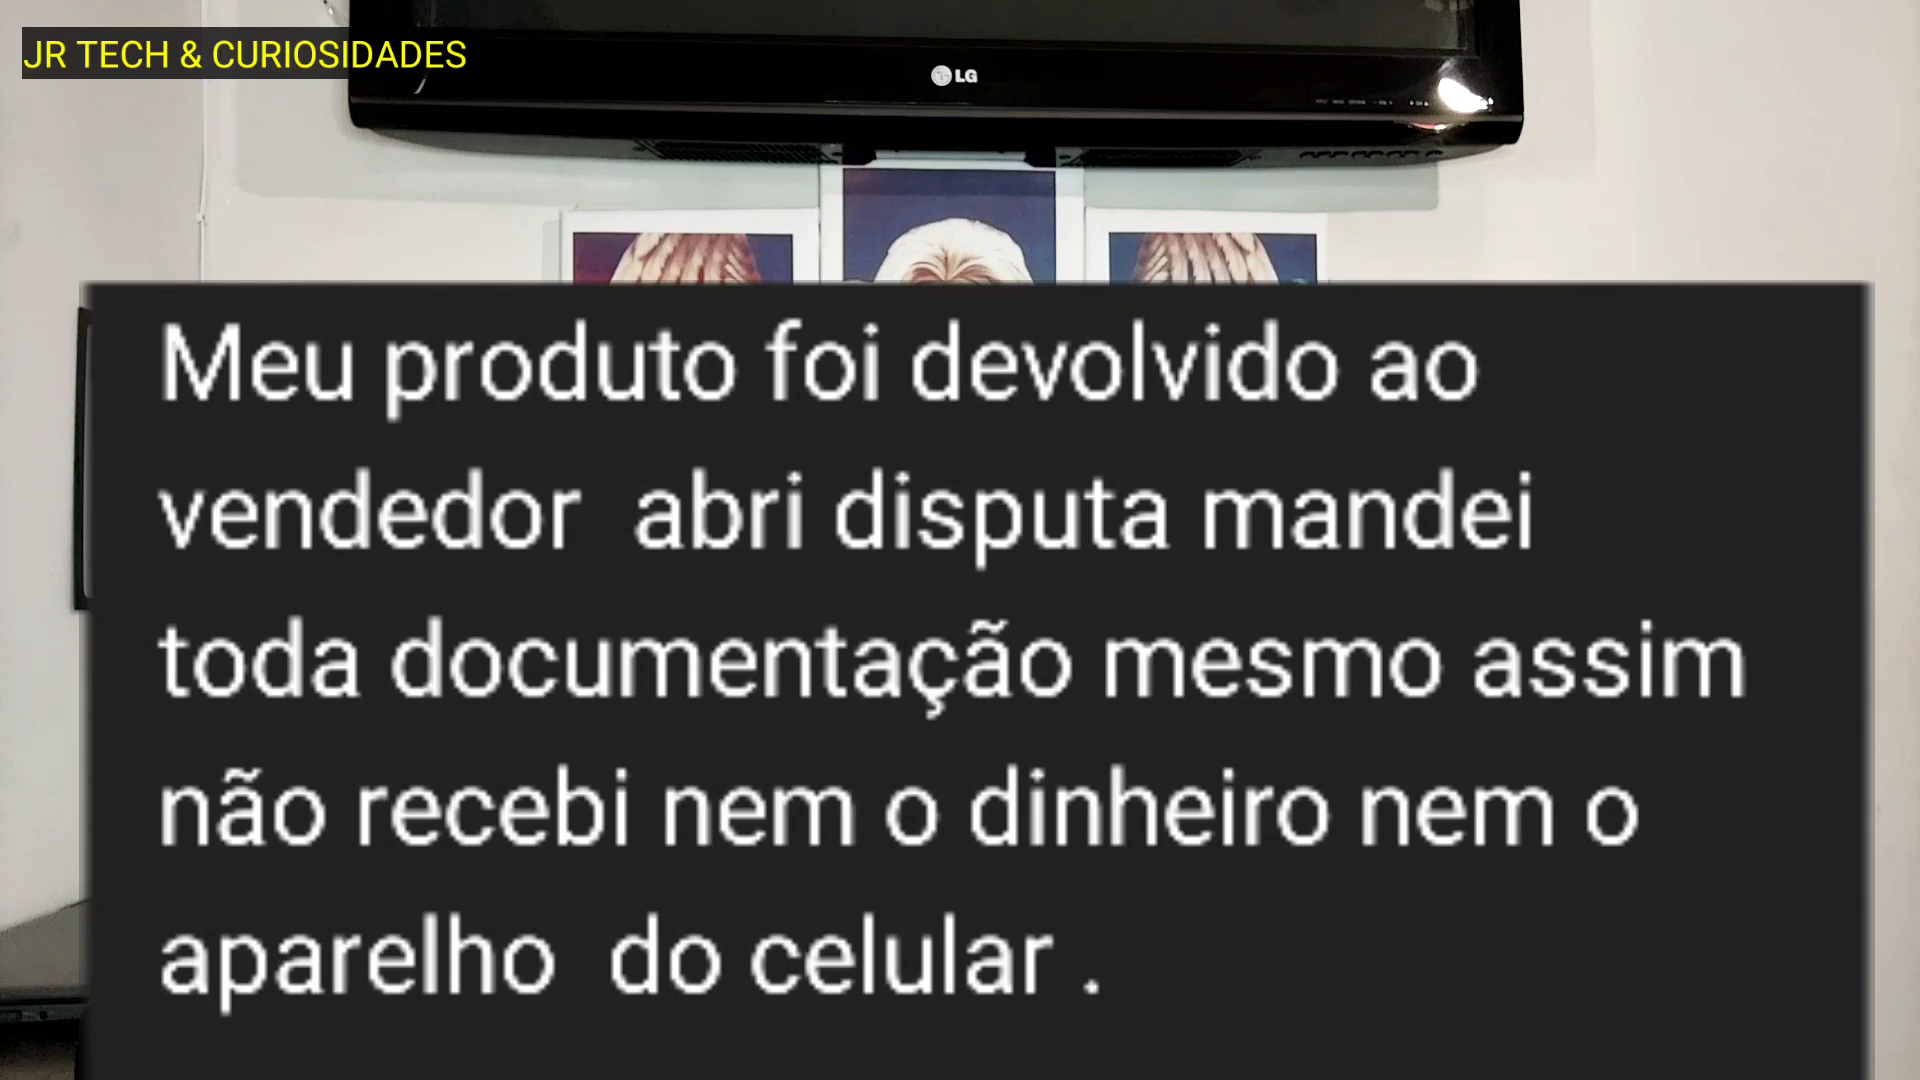 JR TECH & CURIOSIDADES
LG
Meu produto foi devolvido ao
vendedor abri disputa mandei
toda documentação mesmo assim
não recebi nem o dinheiro nem o
aparelho do celular .